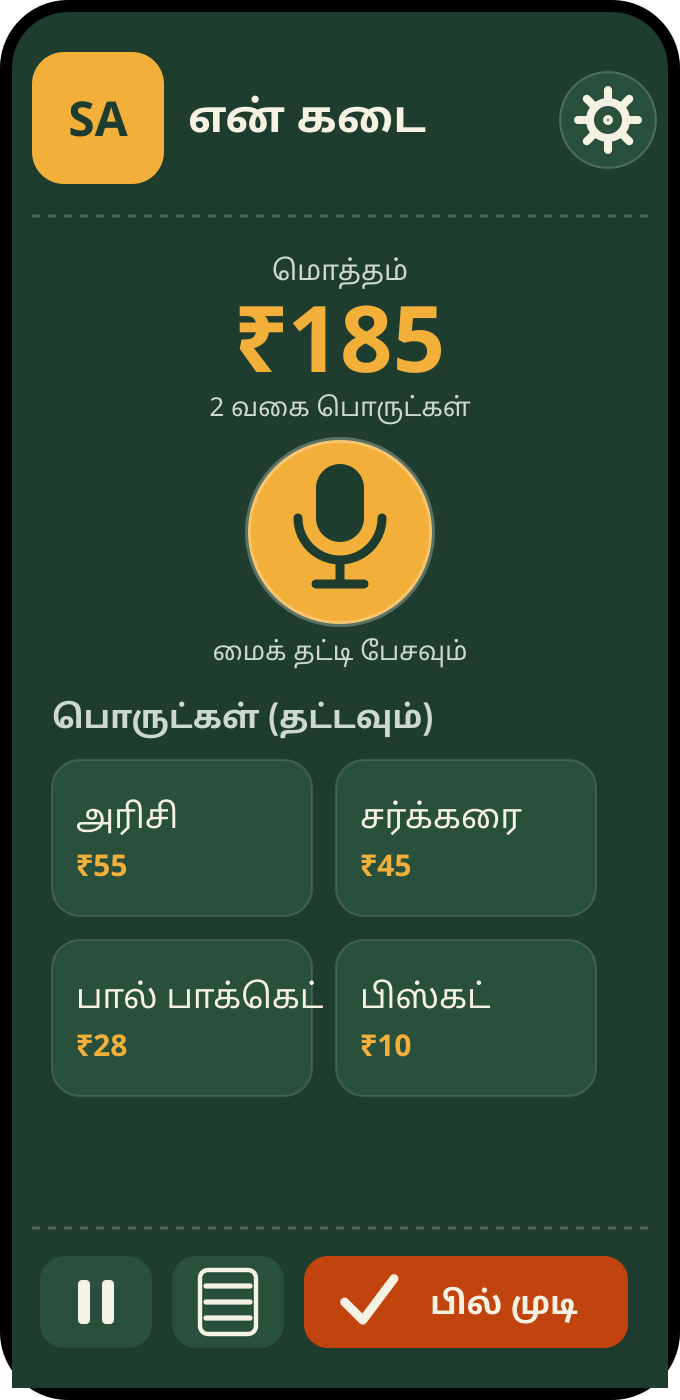 SA
என் கடை
மொத்தம்
₹185
2 வகை பொருட்கள்
மைக் தட்டி பேசவும்
பொருட்கள் (தட்டவும்)
அரிசி
₹55
சர்க்கரை
₹45
பால் பாக்கெட்
₹28
பிஸ்கட்
₹10
பில் முடி